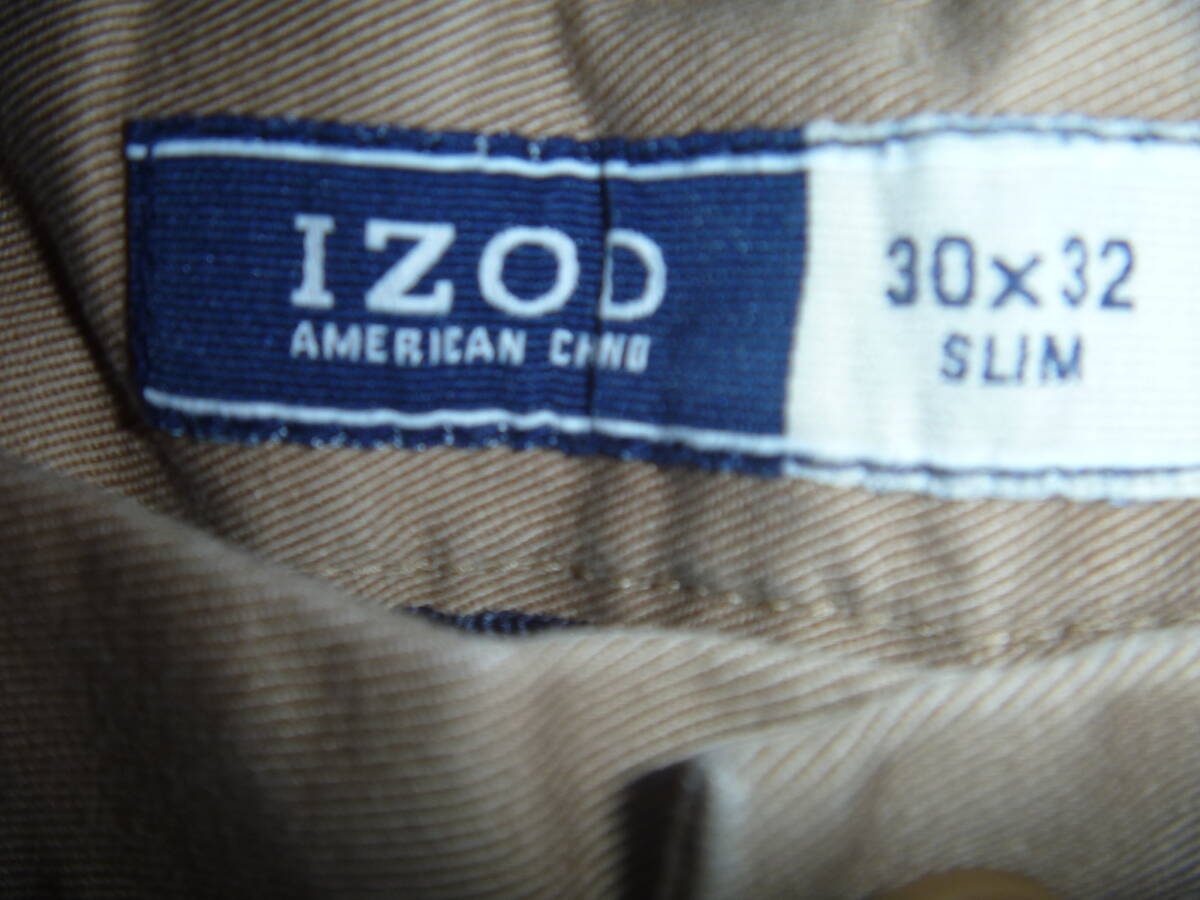 IZOD
AMERICAN CHINO
30x32
SLIM